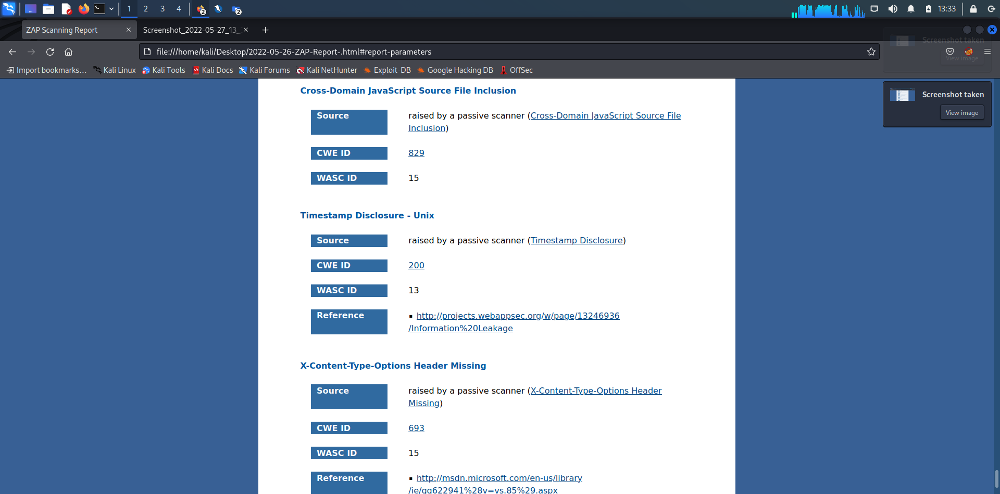 1 2 3 4 2 2 13:33
ZAP Scanning Report Screenshot_2022-05-27_13_
file:///home/kali/Desktop/2022-05-26-ZAP-Report-.html#report-parameters
Screenshot taken
View image
Import bookmarks… Kali Linux Kali Tools Kali Docs Kali Forums Kali NetHunter Exploit-DB Google Hacking DB OffSec
Screenshot taken
View image
Cross-Domain JavaScript Source File Inclusion
Source raised by a passive scanner (Cross-Domain JavaScript Source File
Inclusion)
CWE ID 829
WASC ID 15
Timestamp Disclosure - Unix
Source raised by a passive scanner (Timestamp Disclosure)
CWE ID 200
WASC ID 13
Reference ▪ http://projects.webappsec.org/w/page/13246936
/Information%20Leakage
X-Content-Type-Options Header Missing
Source raised by a passive scanner (X-Content-Type-Options Header
Missing)
CWE ID 693
WASC ID 15
Reference ▪ http://msdn.microsoft.com/en-us/library
/ie/gg622941%28v=vs.85%29.aspx